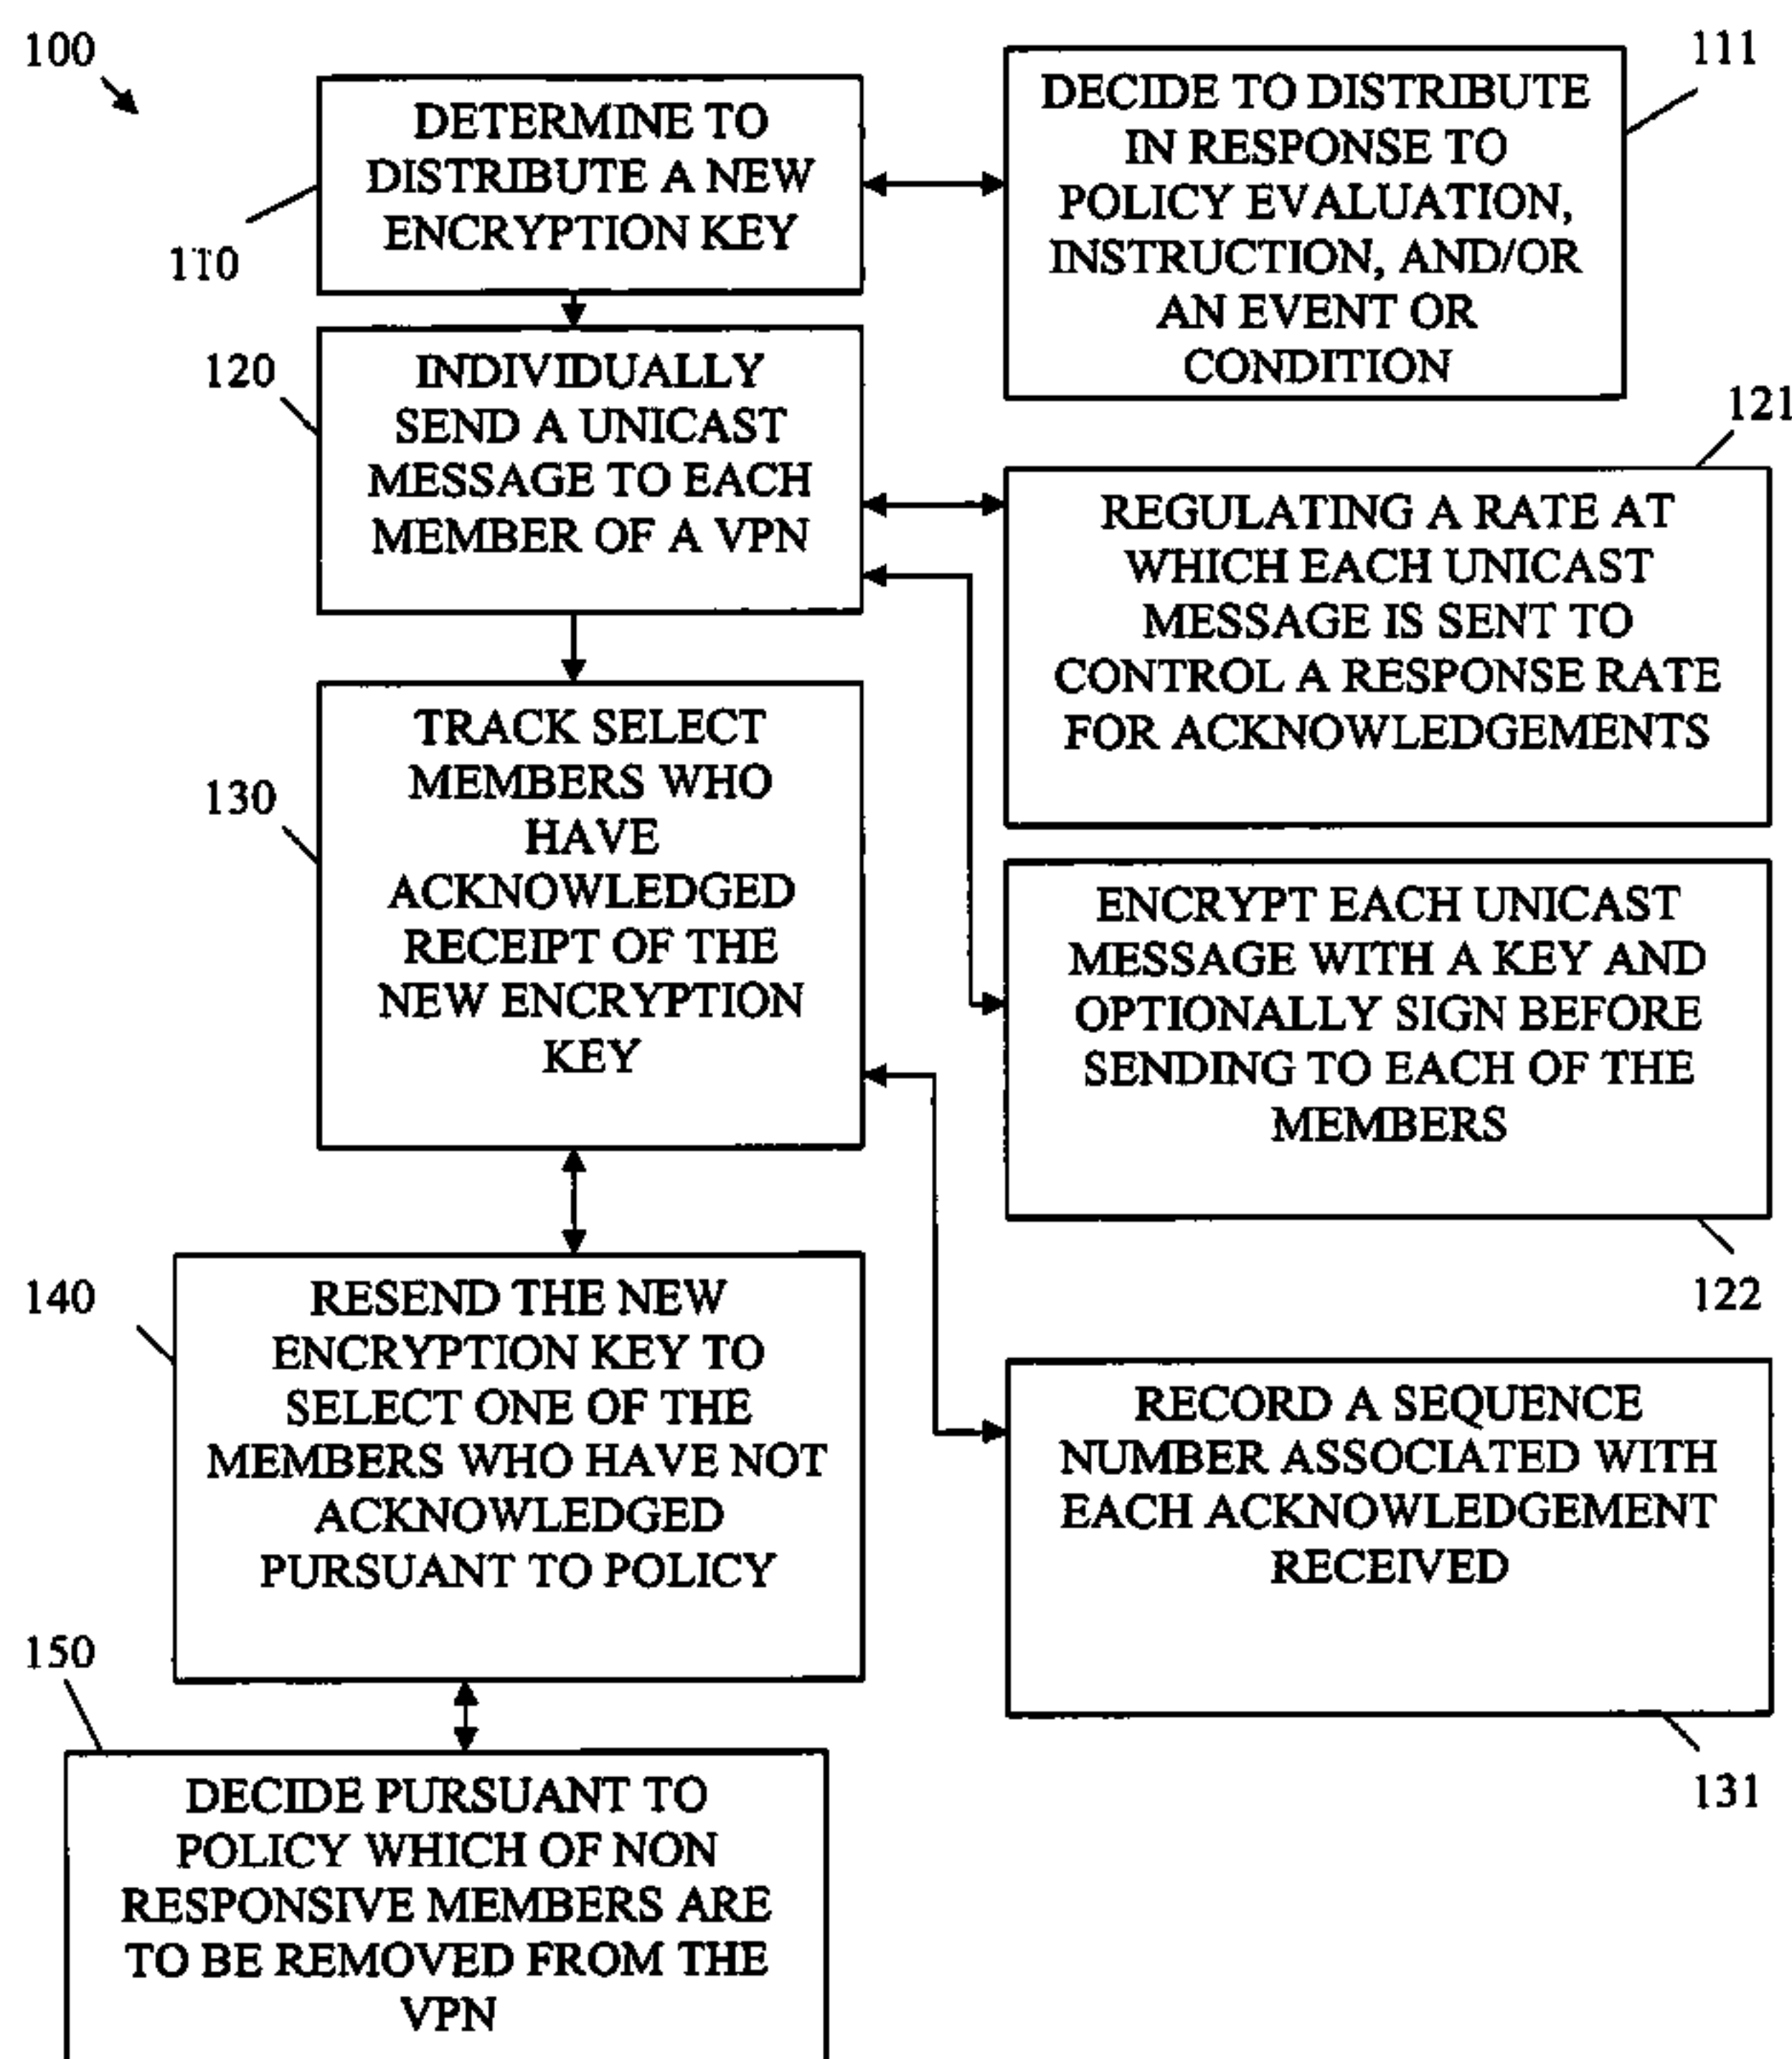 100
DETERMINE TO
DISTRIBUTE A NEW
ENCRYPTION KEY
110
DECIDE TO DISTRIBUTE
IN RESPONSE TO
POLICY EVALUATION,
INSTRUCTION, AND/OR
AN EVENT OR
CONDITION
111
120
INDIVIDUALLY
SEND A UNICAST
MESSAGE TO EACH
MEMBER OF A VPN
121
REGULATING A RATE AT
WHICH EACH UNICAST
MESSAGE IS SENT TO
CONTROL A RESPONSE RATE
FOR ACKNOWLEDGEMENTS
130
TRACK SELECT
MEMBERS WHO
HAVE
ACKNOWLEDGED
RECEIPT OF THE
NEW ENCRYPTION
KEY
ENCRYPT EACH UNICAST
MESSAGE WITH A KEY AND
OPTIONALLY SIGN BEFORE
SENDING TO EACH OF THE
MEMBERS
122
140
RESEND THE NEW
ENCRYPTION KEY TO
SELECT ONE OF THE
MEMBERS WHO HAVE NOT
ACKNOWLEDGED
PURSUANT TO POLICY
RECORD A SEQUENCE
NUMBER ASSOCIATED WITH
EACH ACKNOWLEDGEMENT
RECEIVED
131
150
DECIDE PURSUANT TO
POLICY WHICH OF NON
RESPONSIVE MEMBERS ARE
TO BE REMOVED FROM THE
VPN